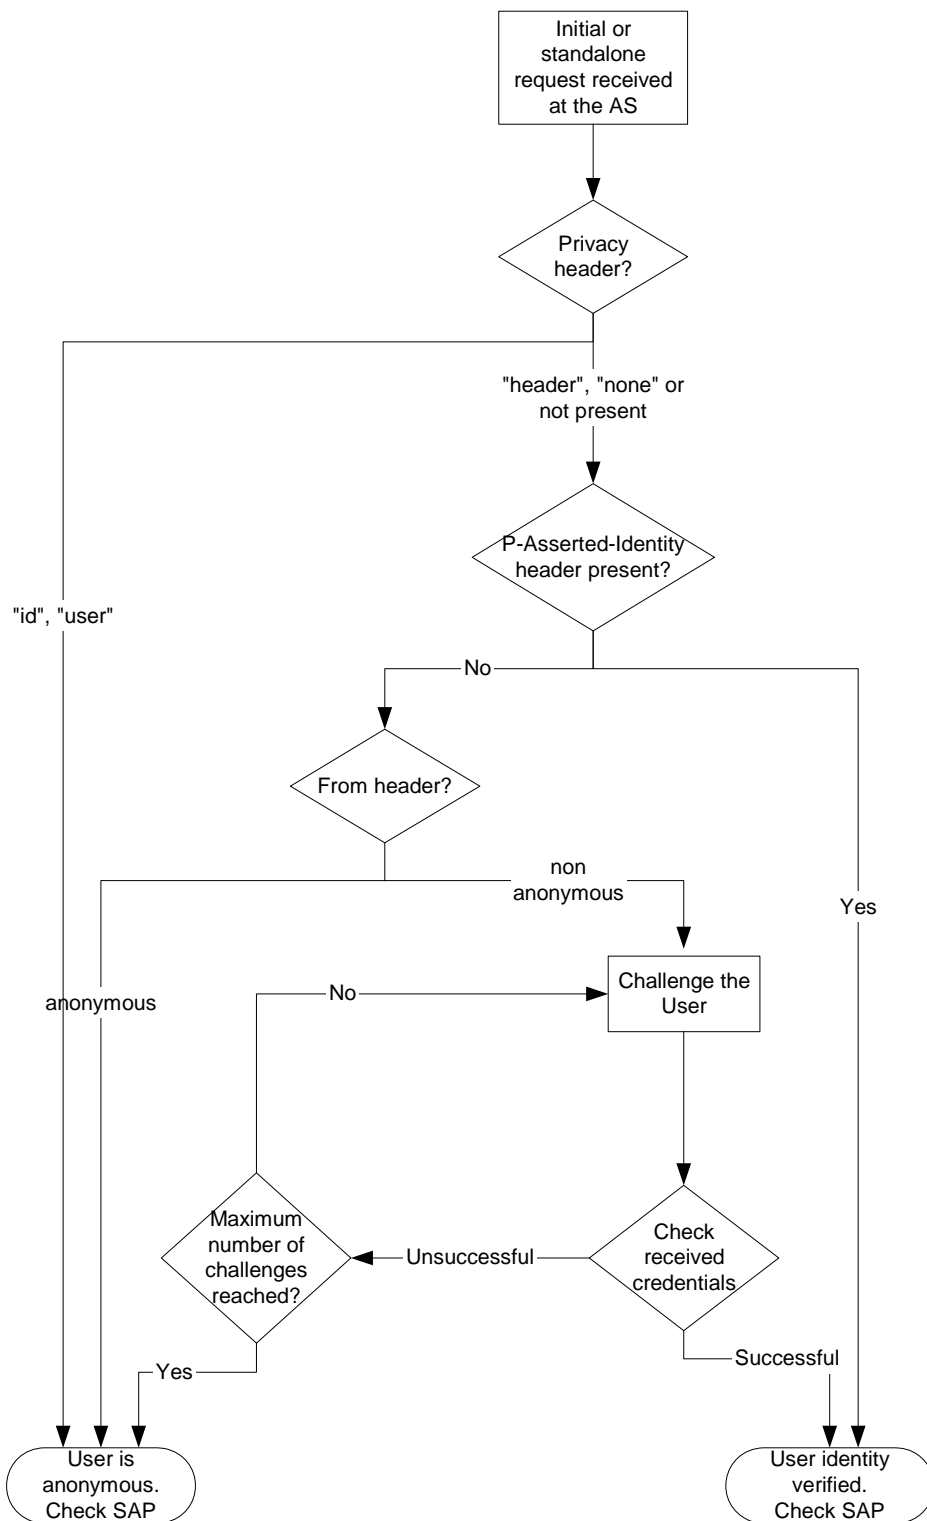 Initial or
standalone
request received
at the AS
Privacy
header?
"header", "none" or
not present
P-Asserted-Identity
header present?
"id", "user"
No
From header?
non
anonymous
Yes
anonymous
No
Challenge the
User
Maximum
number of
challenges
reached?
Unsuccessful
Check
received
credentials
Yes
Successful
User is
anonymous.
Check SAP
User identity
verified.
Check SAP